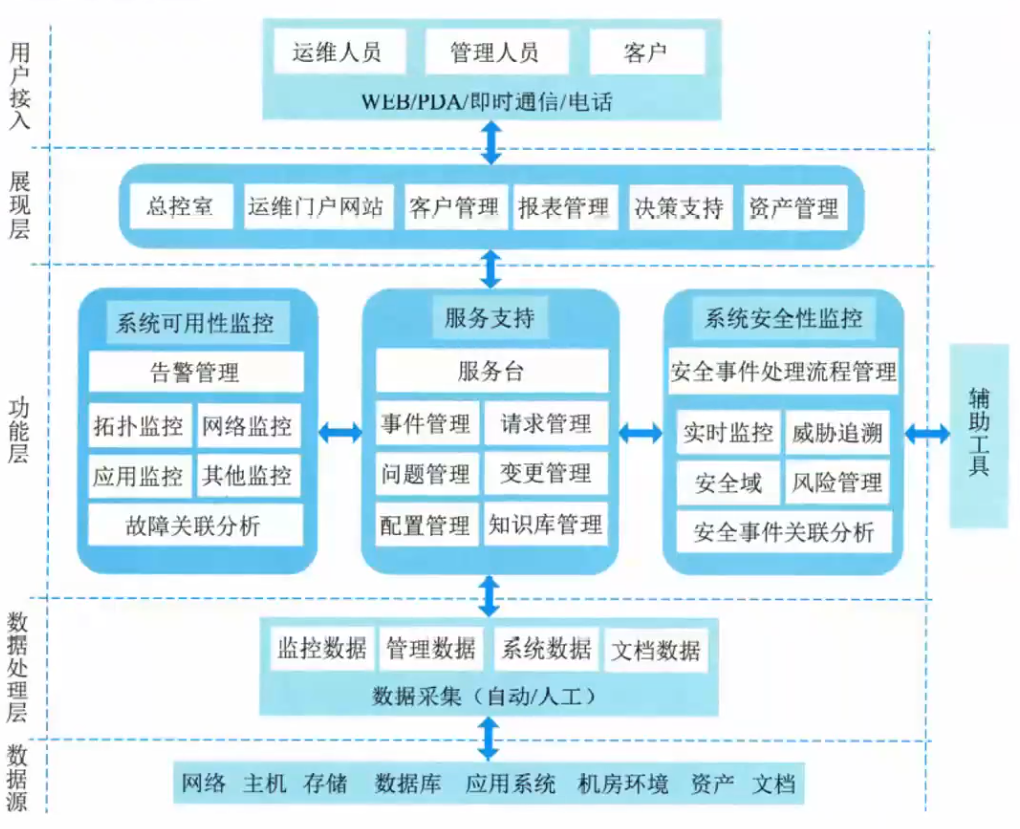 用户接入
运维人员 管理人员 客户
WEB/PDA/即时通信/电话
展现层
总控室 运维门户网站 客户管理 报表管理 决策支持 资产管理
功能层
系统可用性监控
告警管理
拓扑监控 网络监控
应用监控 其他监控
故障关联分析
服务支持
服务台
事件管理 请求管理
问题管理 变更管理
配置管理 知识库管理
系统安全性监控
安全事件处理流程管理
实时监控 威胁追溯
安全域 风险管理
安全事件关联分析
辅助工具
数据处理层
监控数据 管理数据 系统数据 文档数据
数据采集（自动/人工）
数据源
网络 主机 存储 数据库 应用系统 机房环境 资产 文档